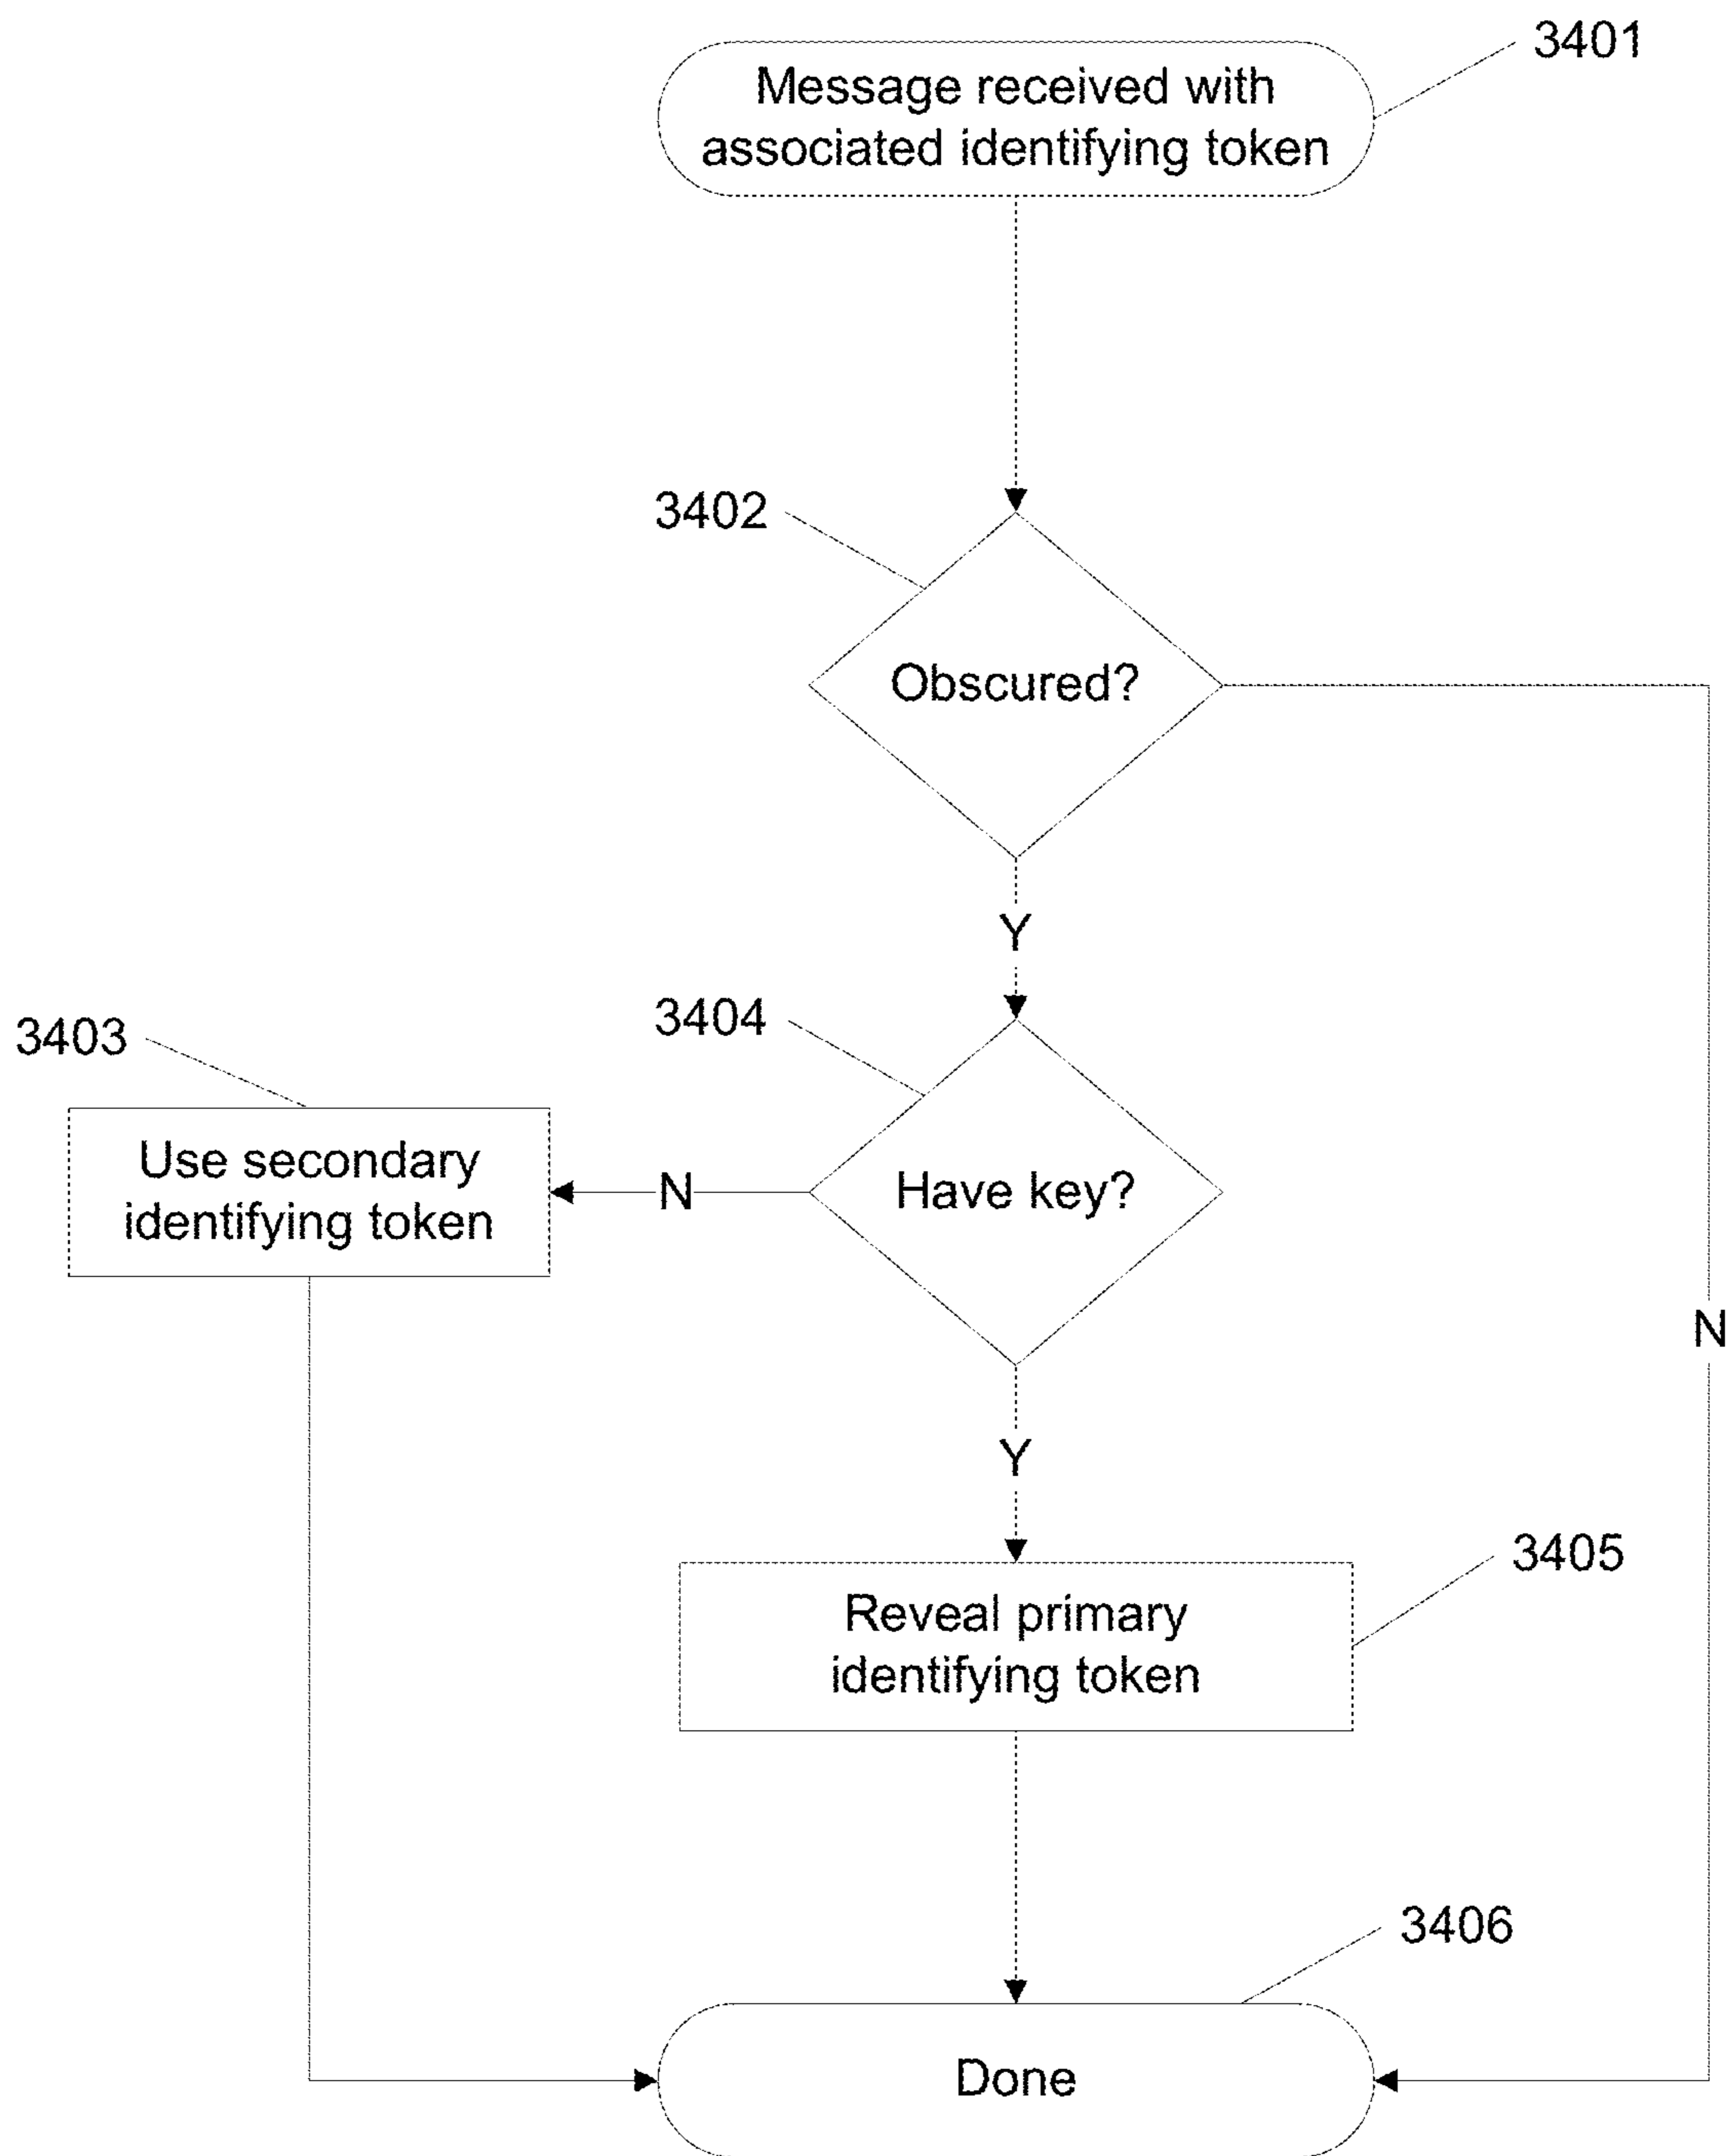 3401
Message received with
associated identifying token
3402
Obscured?
Y
3404
3403
Use secondary
identifying token
N
Have key?
N
Y
3405
Reveal primary
identifying token
3406
Done